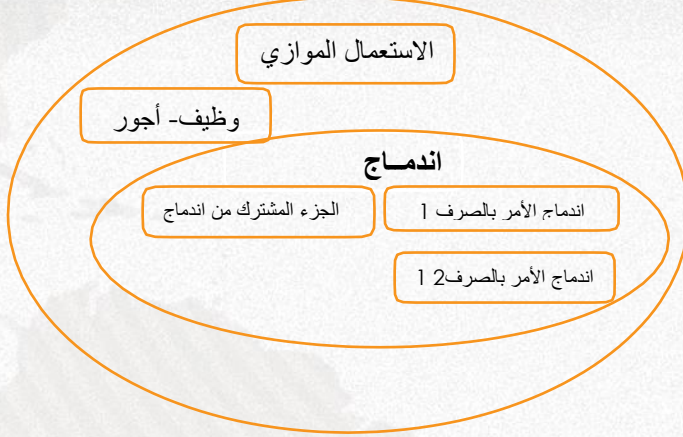 الاستعمال الموازي
وظيف- أجور
اندمــاج
اندماج الأمر بالصرف 1
الجزء المشترك من اندماج
اندماج الأمر بالصرف2 1